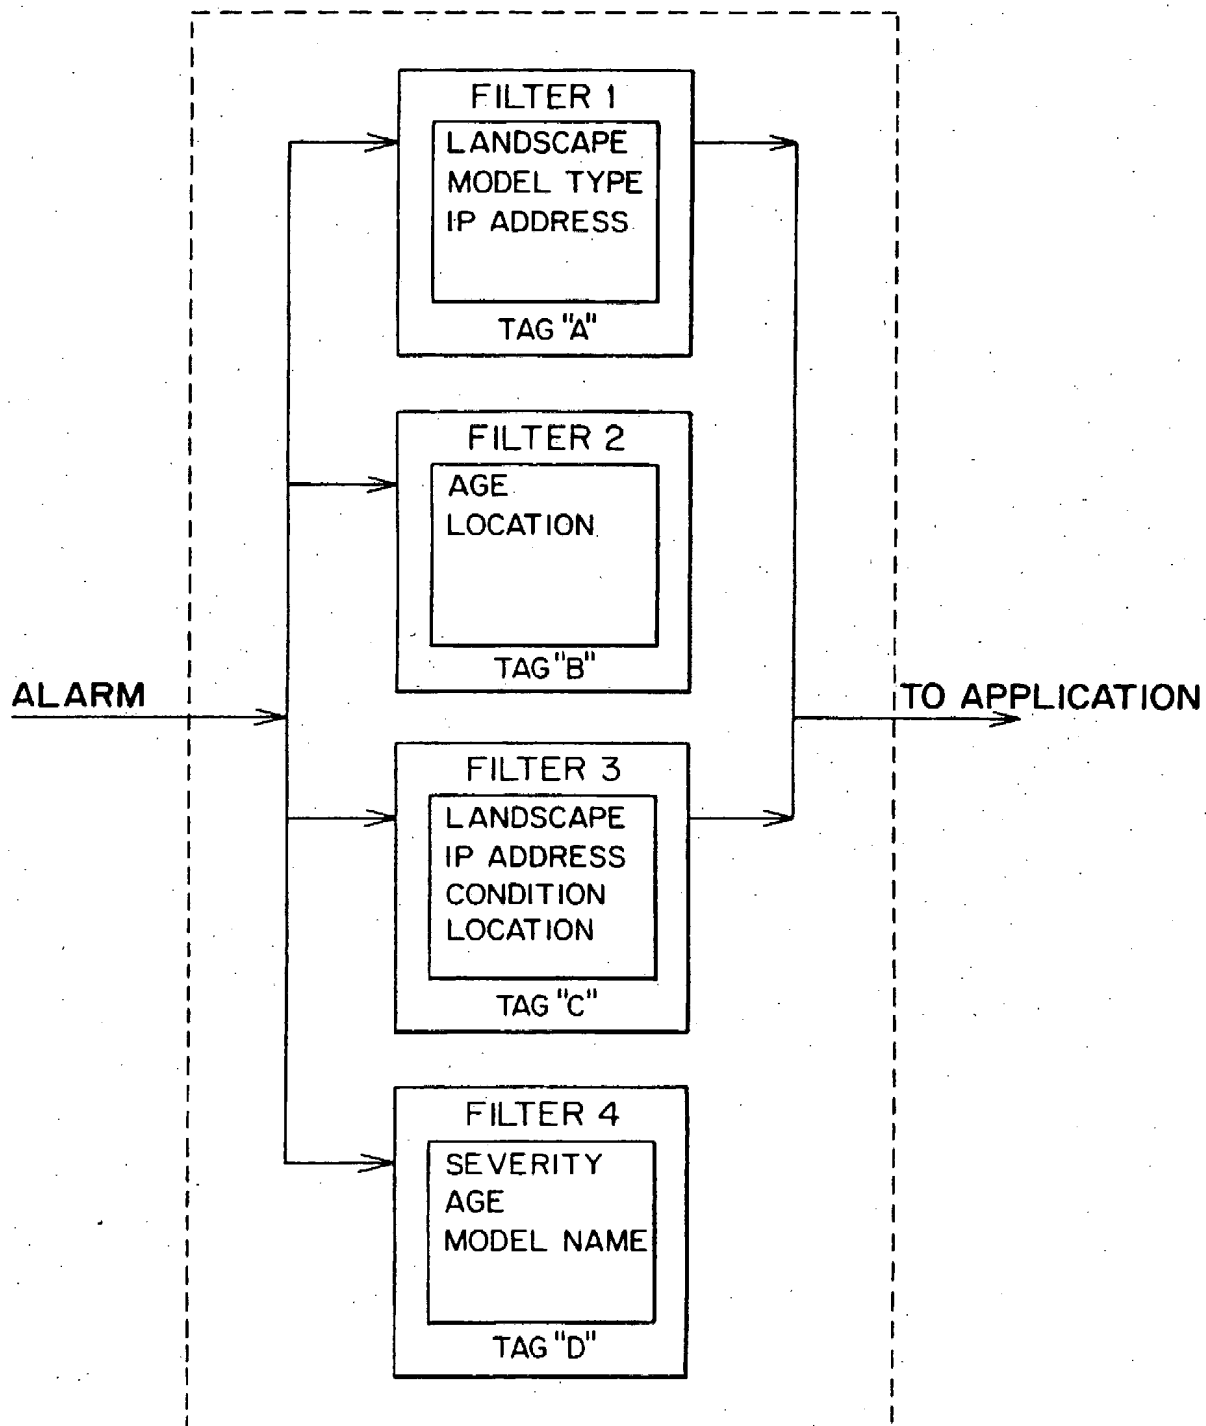 FILTER 1
LANDSCAPE
MODEL TYPE
IP ADDRESS
TAG "A"
FILTER 2
AGE
LOCATION
TAG "B"
ALARM
TO APPLICATION
FILTER 3
LANDSCAPE
IP ADDRESS
CONDITION
LOCATION
TAG "C"
FILTER 4
SEVERITY
AGE
MODEL NAME
TAG "D"